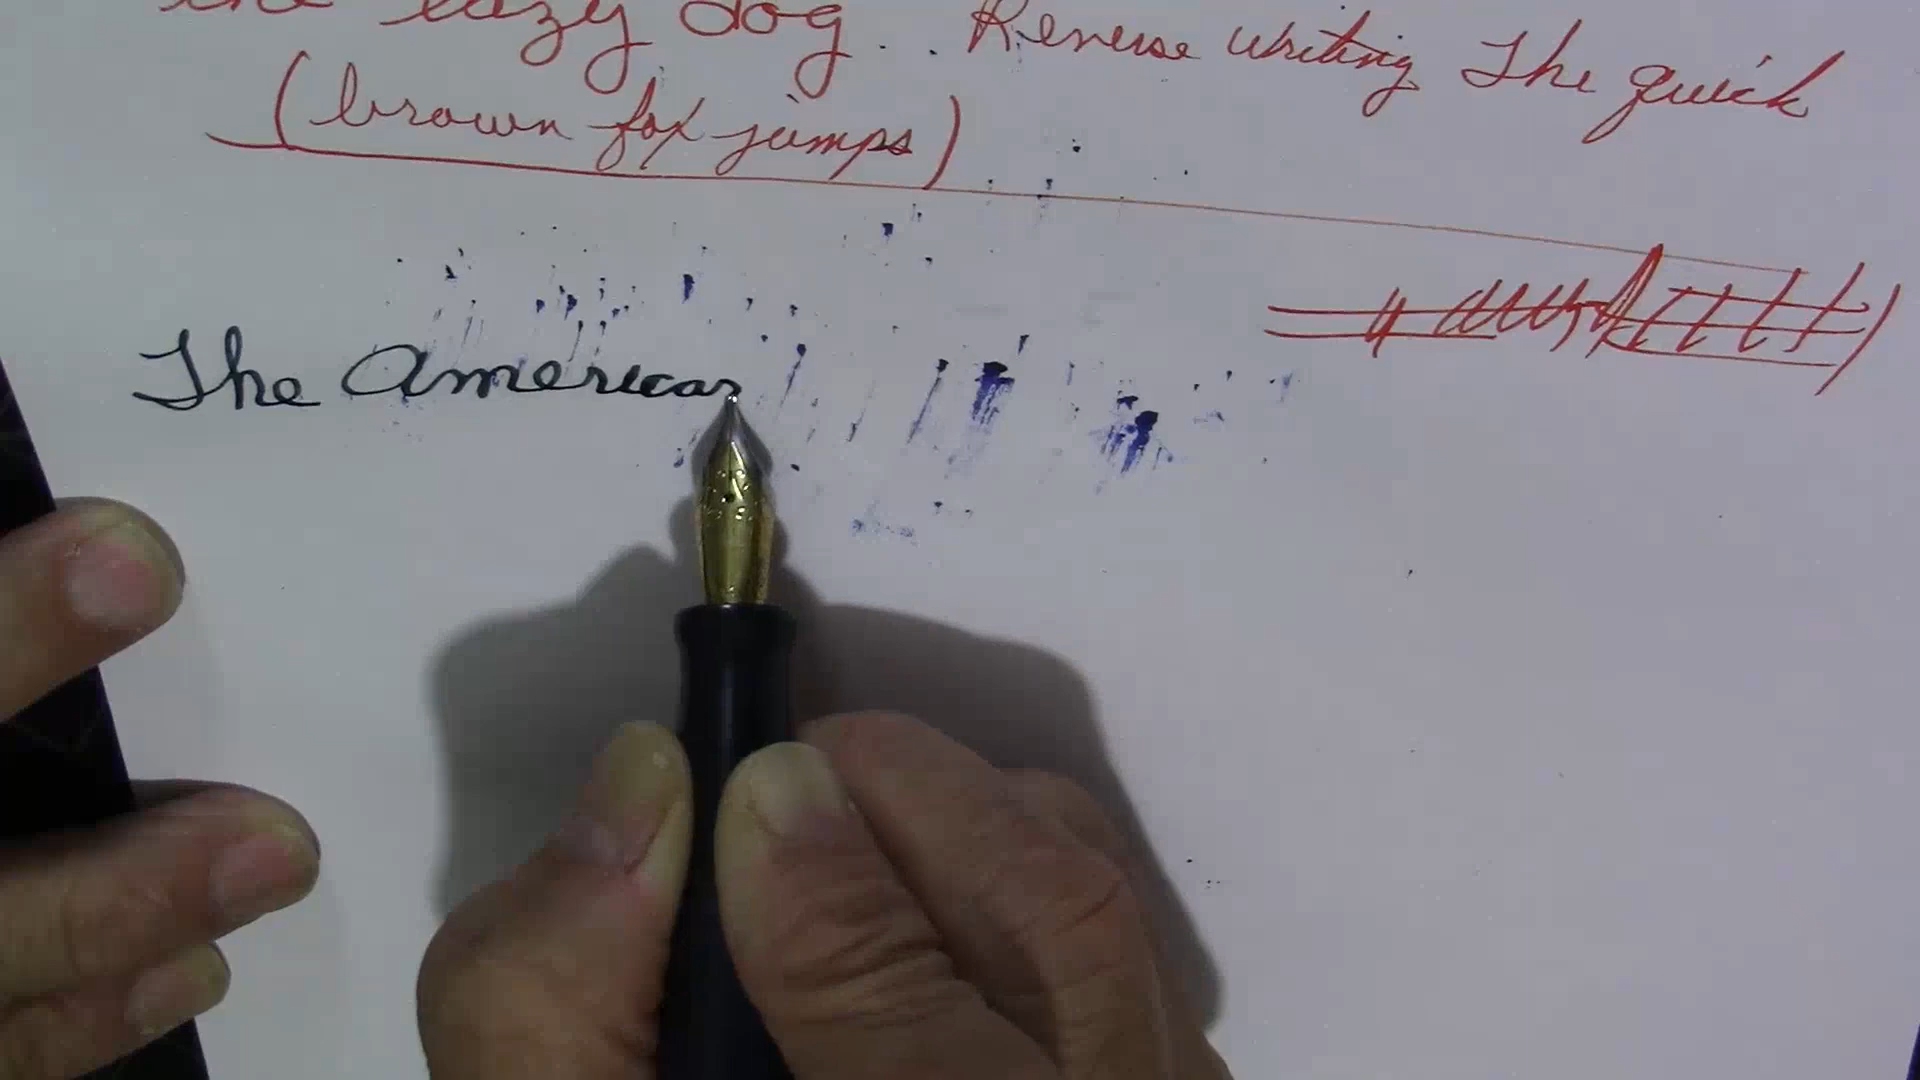 the lazy dog... Reverse writing The quick
(brown fox jumps)
The American